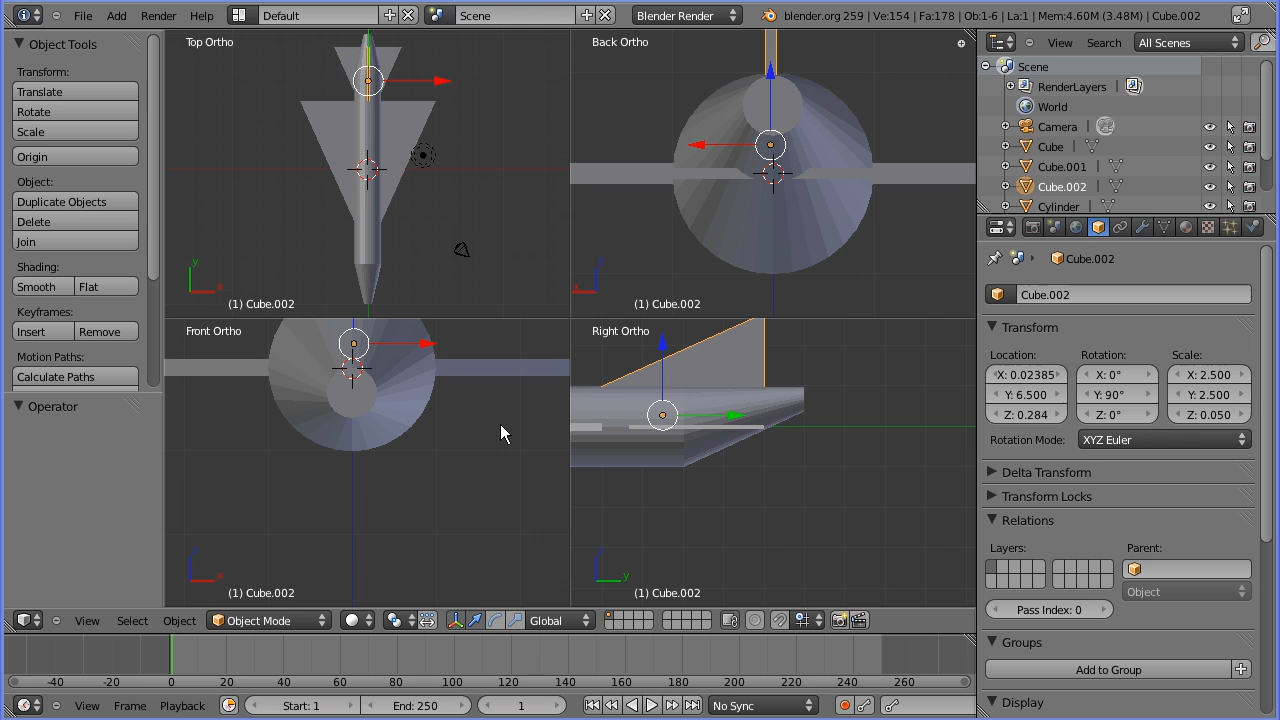 File Add Render Help Default Scene Blender Render blender.org 259 | Ve:154 | Fa:178 | Ob:1-6 | La:1 | Mem:4.60M (3.48M) | Cube.002
Object Tools
Transform:
Translate
Rotate
Scale
Origin
Object:
Duplicate Objects
Delete
Join
Shading:
Smooth Flat
Keyframes:
Insert Remove
Motion Paths:
Calculate Paths
Operator
Top Ortho
y
x
(1) Cube.002
Back Ortho
z
x
(1) Cube.002
Front Ortho
z
x
(1) Cube.002
Right Ortho
z
y
(1) Cube.002
View Select Object Object Mode Global
-40 -20 0 20 40 60 80 100 120 140 160 180 200 220 240 260
View Frame Playback Start: 1 End: 250 1 No Sync
View Search All Scenes
Scene
RenderLayers
World
Camera
Cube
Cube.001
Cube.002
Cylinder
Cube.002
Cube.002
Transform
Location: Rotation: Scale:
X: 0.02385 X: 0° X: 2.500
Y: 6.500 Y: 90° Y: 2.500
Z: 0.284 Z: 0° Z: 0.050
Rotation Mode: XYZ Euler
Delta Transform
Transform Locks
Relations
Layers: Parent:
Object
Pass Index: 0
Groups
Add to Group
Display